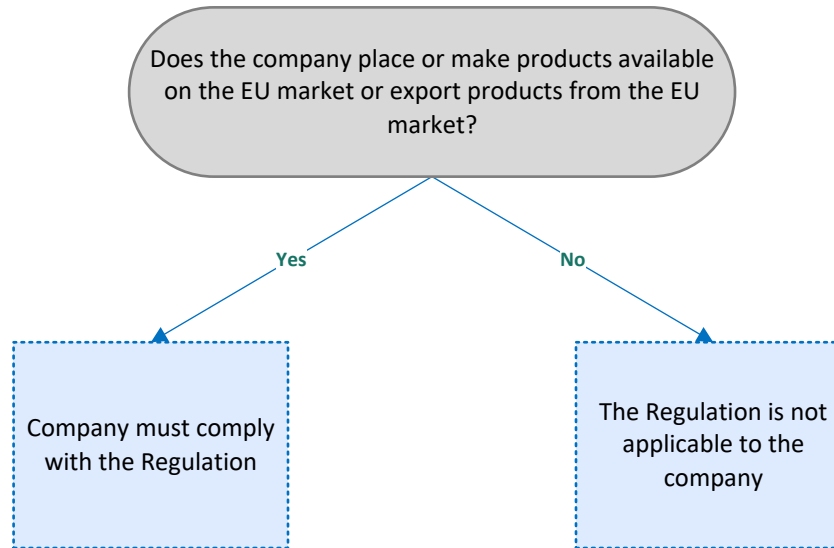 Does the company place or make products available
on the EU market or export products from the EU
market?
Yes
No
Company must comply
with the Regulation
The Regulation is not
applicable to the
company